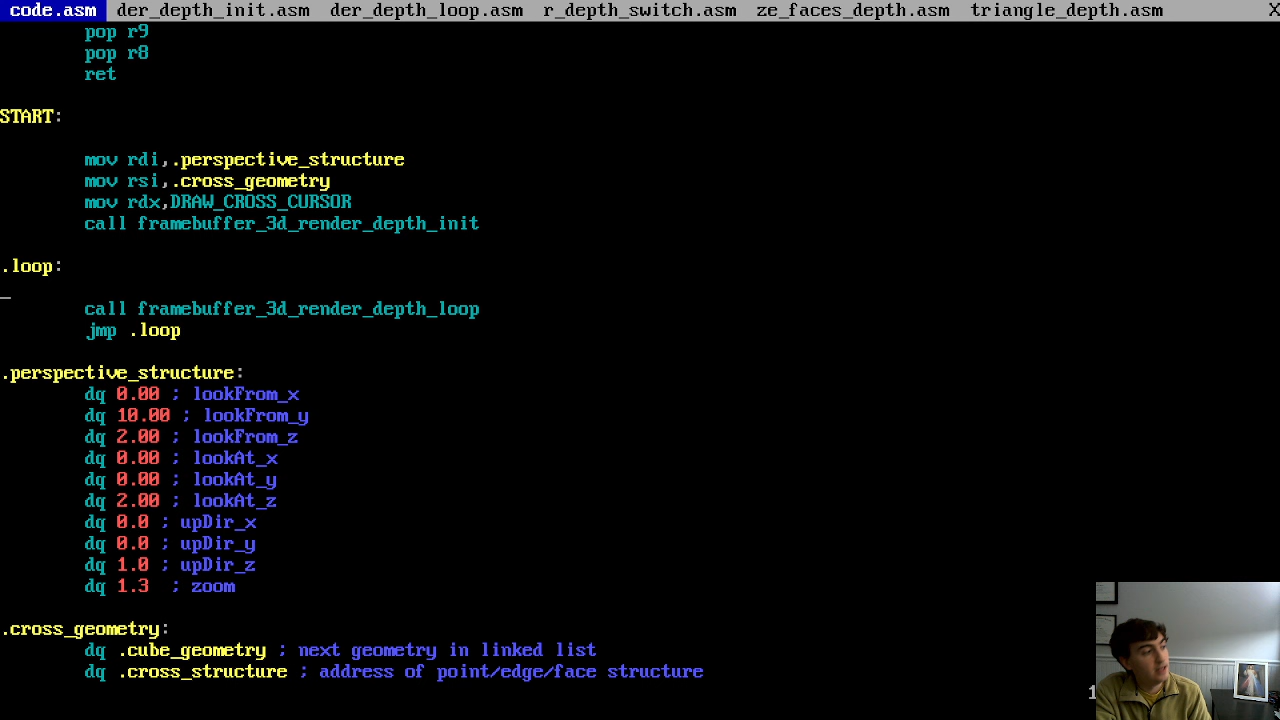 code.asm der_depth_init.asm der_depth_loop.asm r_depth_switch.asm ze_faces_depth.asm triangle_depth.asm X
pop r9
pop r8
ret
START:
mov rdi,.perspective_structure
mov rsi,.cross_geometry
mov rdx,DRAW_CROSS_CURSOR
call framebuffer_3d_render_depth_init
.loop:
call framebuffer_3d_render_depth_loop
jmp .loop
.perspective_structure:
dq 0.00 ; lookFrom_x
dq 10.00 ; lookFrom_y
dq 2.00 ; lookFrom_z
dq 0.00 ; lookAt_x
dq 0.00 ; lookAt_y
dq 2.00 ; lookAt_z
dq 0.0 ; upDir_x
dq 0.0 ; upDir_y
dq 1.0 ; upDir_z
dq 1.3  ; zoom
.cross_geometry:
dq .cube_geometry ; next geometry in linked list
dq .cross_structure ; address of point/edge/face structure